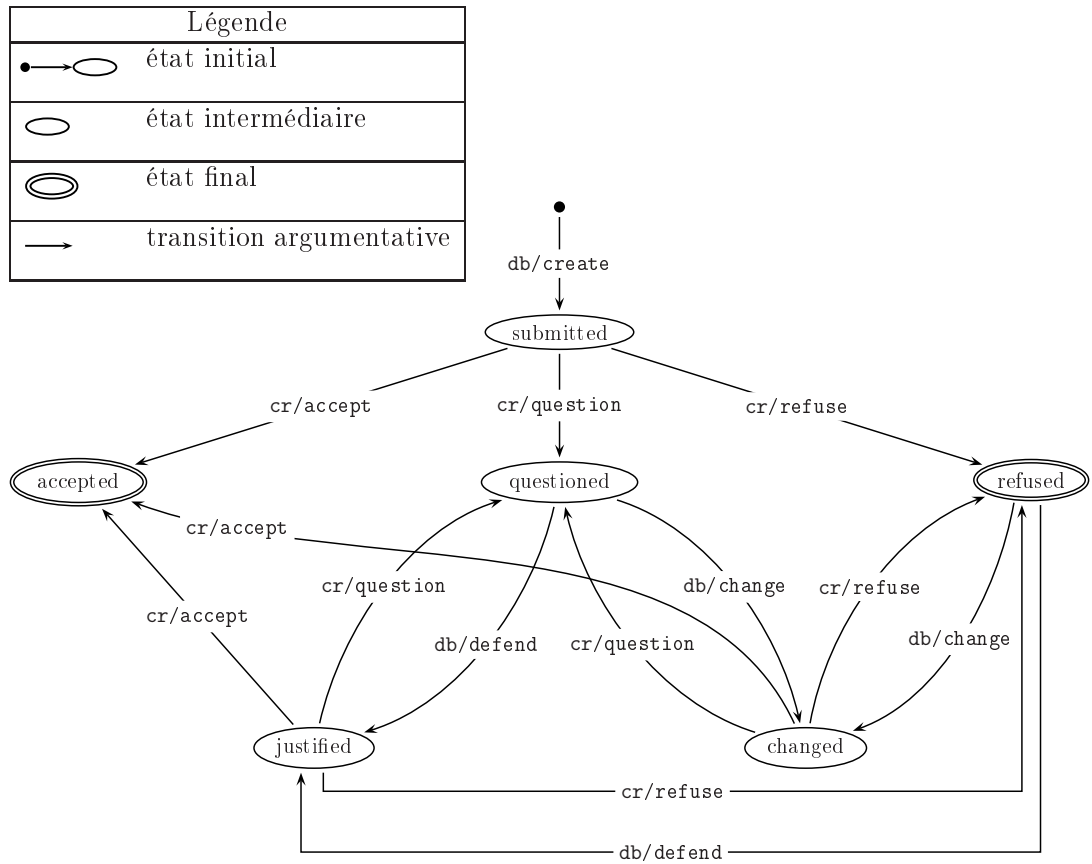 Légende
état initial
état intermédiaire
état final
transition argumentative
db/create
submitted
cr/accept
cr/question
cr/refuse
accepted
questioned
refused
cr/accept
cr/question
db/change
cr/refuse
cr/accept
db/defend
cr/question
db/change
justified
changed
cr/refuse
db/defend